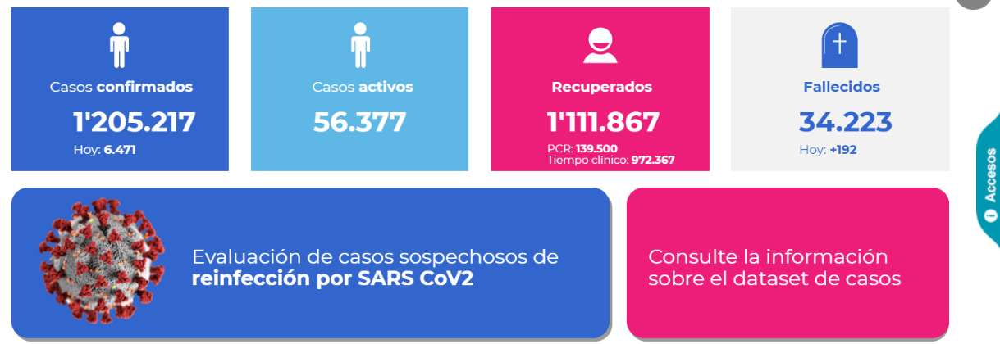 Casos confirmados
1'205.217
Hoy: 6.471
Casos activos
56.377
Recuperados
1'111.867
PCR: 139.500
Tiempo clínico: 972.367
Fallecidos
34.223
Hoy: +192
Evaluación de casos sospechosos de
reinfección por SARS CoV2
Consulte la información
sobre el dataset de casos
i Accesos